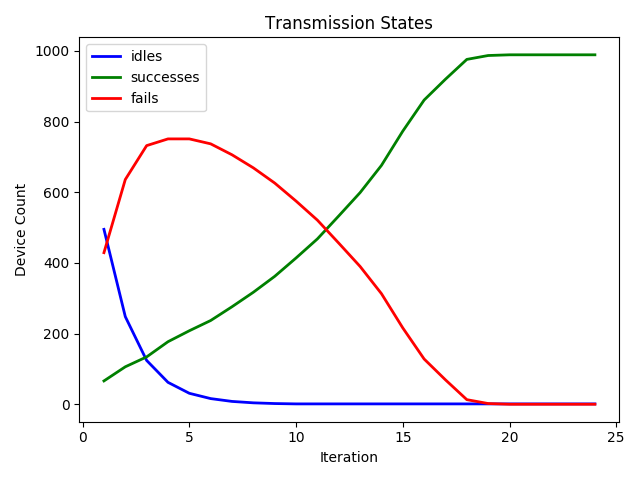 Transmission States
idles
successes
fails
Device Count
1000
800
600
400
200
0
0 5 10 15 20 25
Iteration